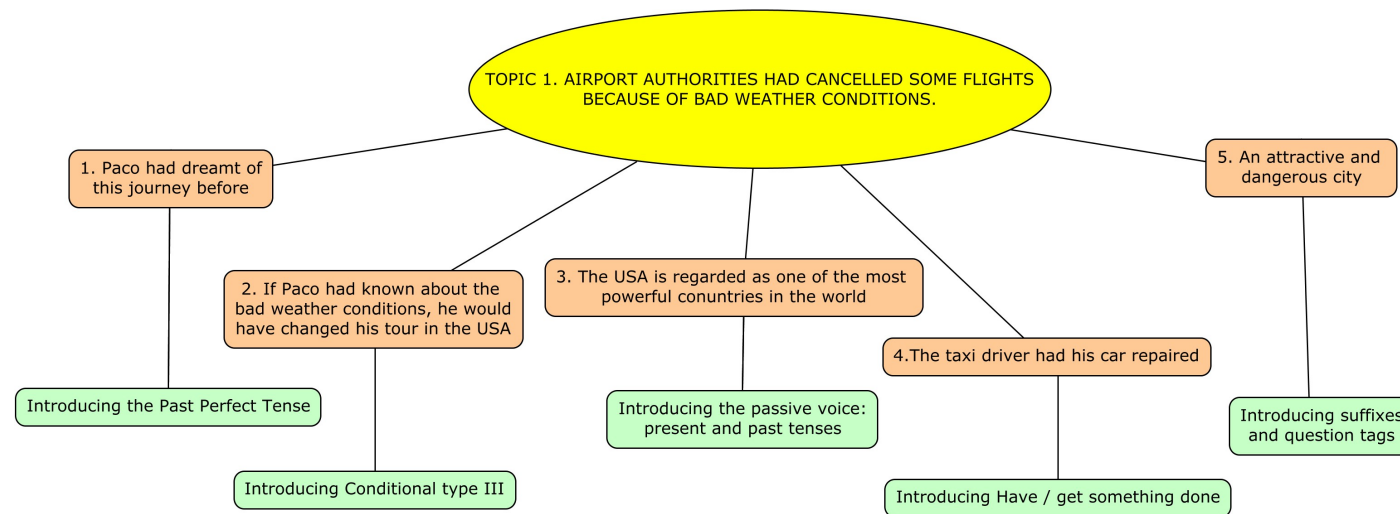 TOPIC 1. AIRPORT AUTHORITIES HAD CANCELLED SOME FLIGHTS
BECAUSE OF BAD WEATHER CONDITIONS.
1. Paco had dreamt of
this journey before
Introducing the Past Perfect Tense
2. If Paco had known about the
bad weather conditions, he would
have changed his tour in the USA
Introducing Conditional type III
3. The USA is regarded as one of the most
powerful conuntries in the world
Introducing the passive voice:
present and past tenses
4.The taxi driver had his car repaired
Introducing Have / get something done
5. An attractive and
dangerous city
Introducing suffixes
and question tags